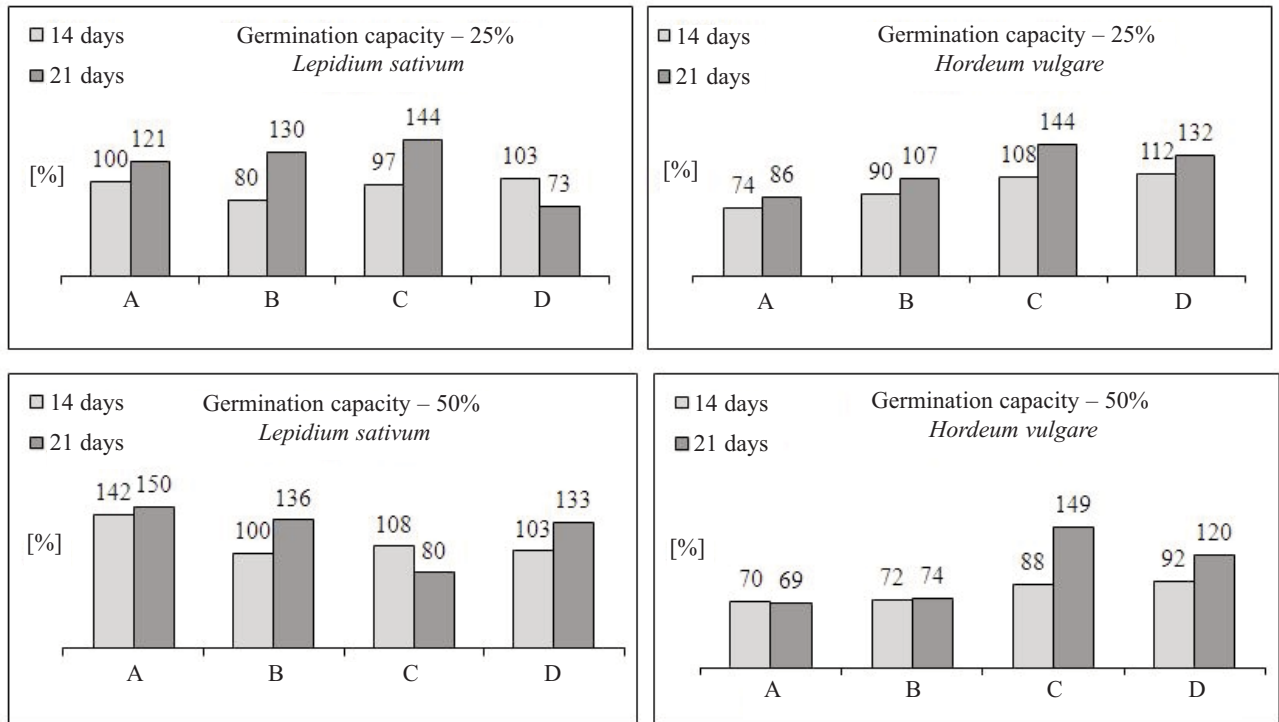 14 days
21 days
Germination capacity – 25%
Lepidium sativum
[%]
100 121 80 130 97 144 103 73
A B C D
14 days
21 days
Germination capacity – 25%
Hordeum vulgare
[%]
74 86 90 107 108 144 112 132
A B C D
14 days
21 days
Germination capacity – 50%
Lepidium sativum
[%]
142 150 100 136 108 80 103 133
A B C D
14 days
21 days
Germination capacity – 50%
Hordeum vulgare
[%]
70 69 72 74 88 149 92 120
A B C D